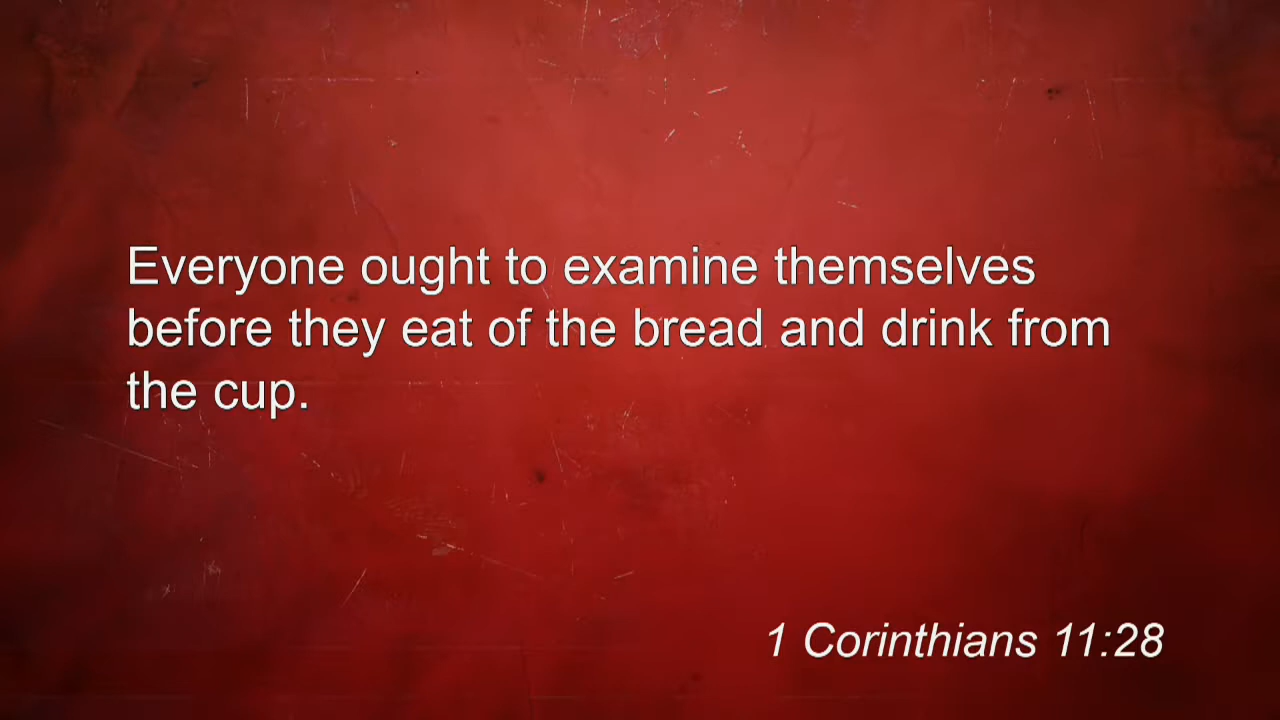 Everyone ought to examine themselves
before they eat of the bread and drink from
the cup.
1 Corinthians 11:28